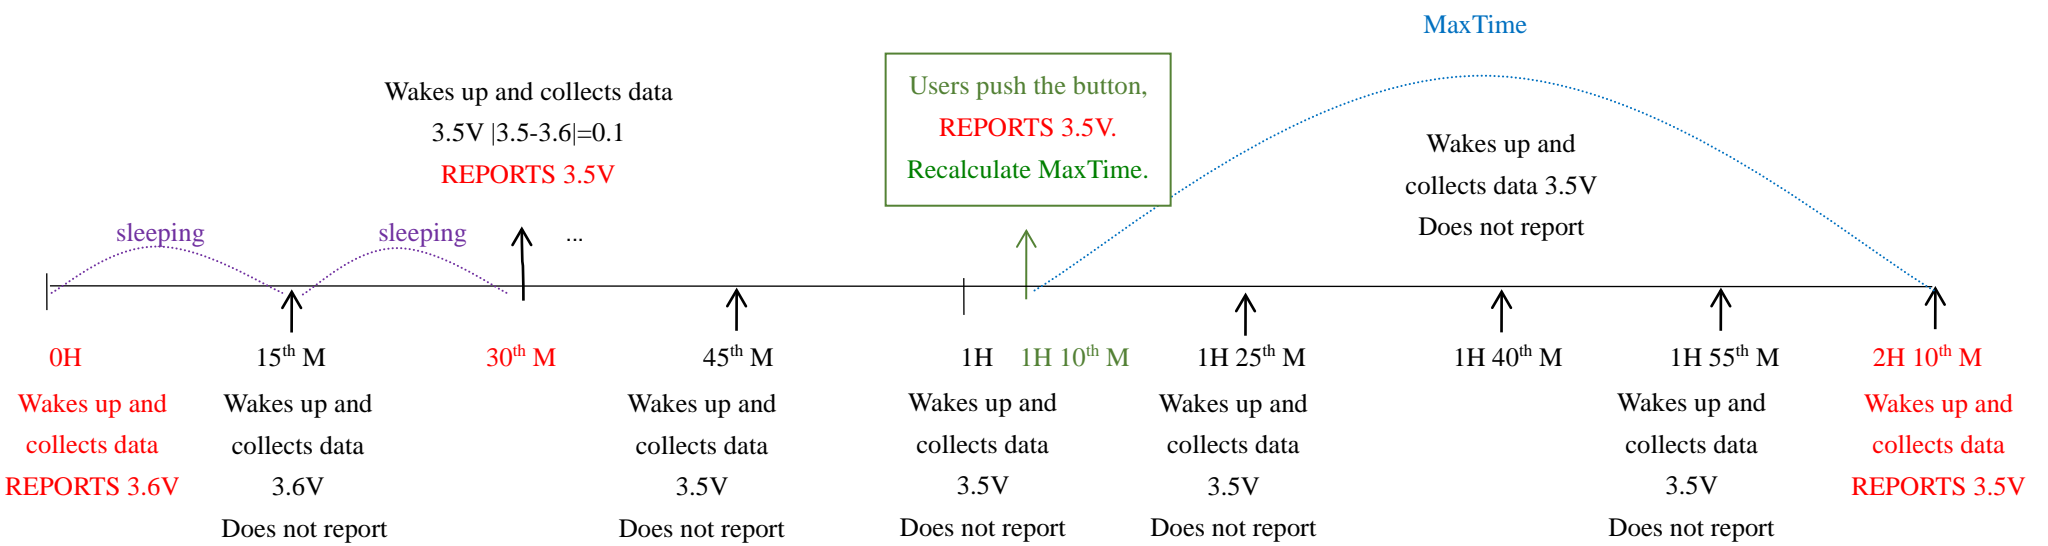 MaxTime
Wakes up and collects data
3.5V |3.5-3.6|=0.1
REPORTS 3.5V
Users push the button,
REPORTS 3.5V.
Recalculate MaxTime.
Wakes up and
collects data 3.5V
Does not report
sleeping
sleeping
...
0H
Wakes up and
collects data
REPORTS 3.6V
15th M
Wakes up and
collects data
3.6V
Does not report
30th M
45th M
Wakes up and
collects data
3.5V
Does not report
1H
Wakes up and
collects data
3.5V
Does not report
1H 10th M
1H 25th M
Wakes up and
collects data
3.5V
Does not report
1H 40th M
1H 55th M
Wakes up and
collects data
3.5V
Does not report
2H 10th M
Wakes up and
collects data
REPORTS 3.5V